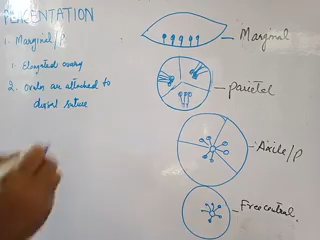 PLACENTATION
1. Marginal/P
1. Elongated ovary
2. ovules are attached to
dorsal suture
Marginal
parietal
Axile/P
Free central.